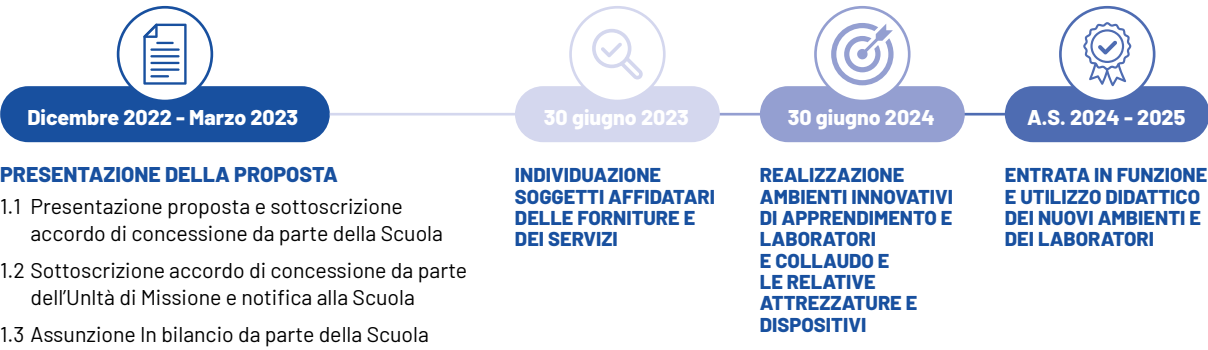 Dicembre 2022 - Marzo 2023
PRESENTAZIONE DELLA PROPOSTA
1.1 Presentazione proposta e sottoscrizione
accordo di concessione da parte della Scuola
1.2 Sottoscrizione accordo di concessione da parte
dell'UnItà di Missione e notifica alla Scuola
1.3 Assunzione In bilancio da parte della Scuola
30 giugno 2023
INDIVIDUAZIONE
SOGGETTI AFFIDATARI
DELLE FORNITURE E
DEI SERVIZI
30 giugno 2024
REALIZZAZIONE
AMBIENTI INNOVATIVI
DI APPRENDIMENTO E
LABORATORI
E COLLAUDO E
LE RELATIVE
ATTREZZATURE E
DISPOSITIVI
A.S. 2024 - 2025
ENTRATA IN FUNZIONE
E UTILIZZO DIDATTICO
DEI NUOVI AMBIENTI E
DEI LABORATORI